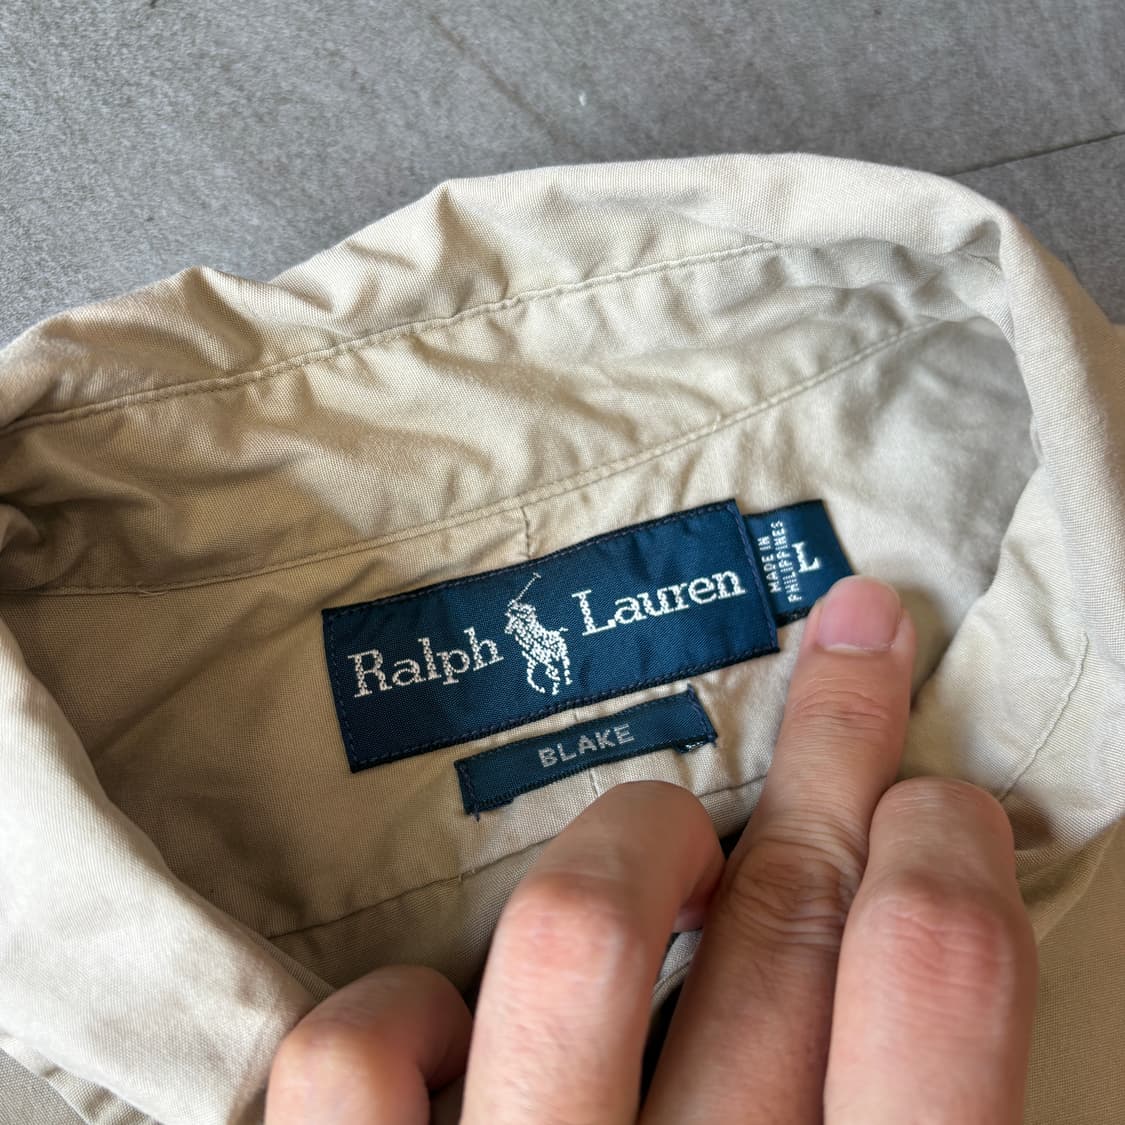 Ralph Lauren
MADE IN
PHILIPPINES
L
BLAKE